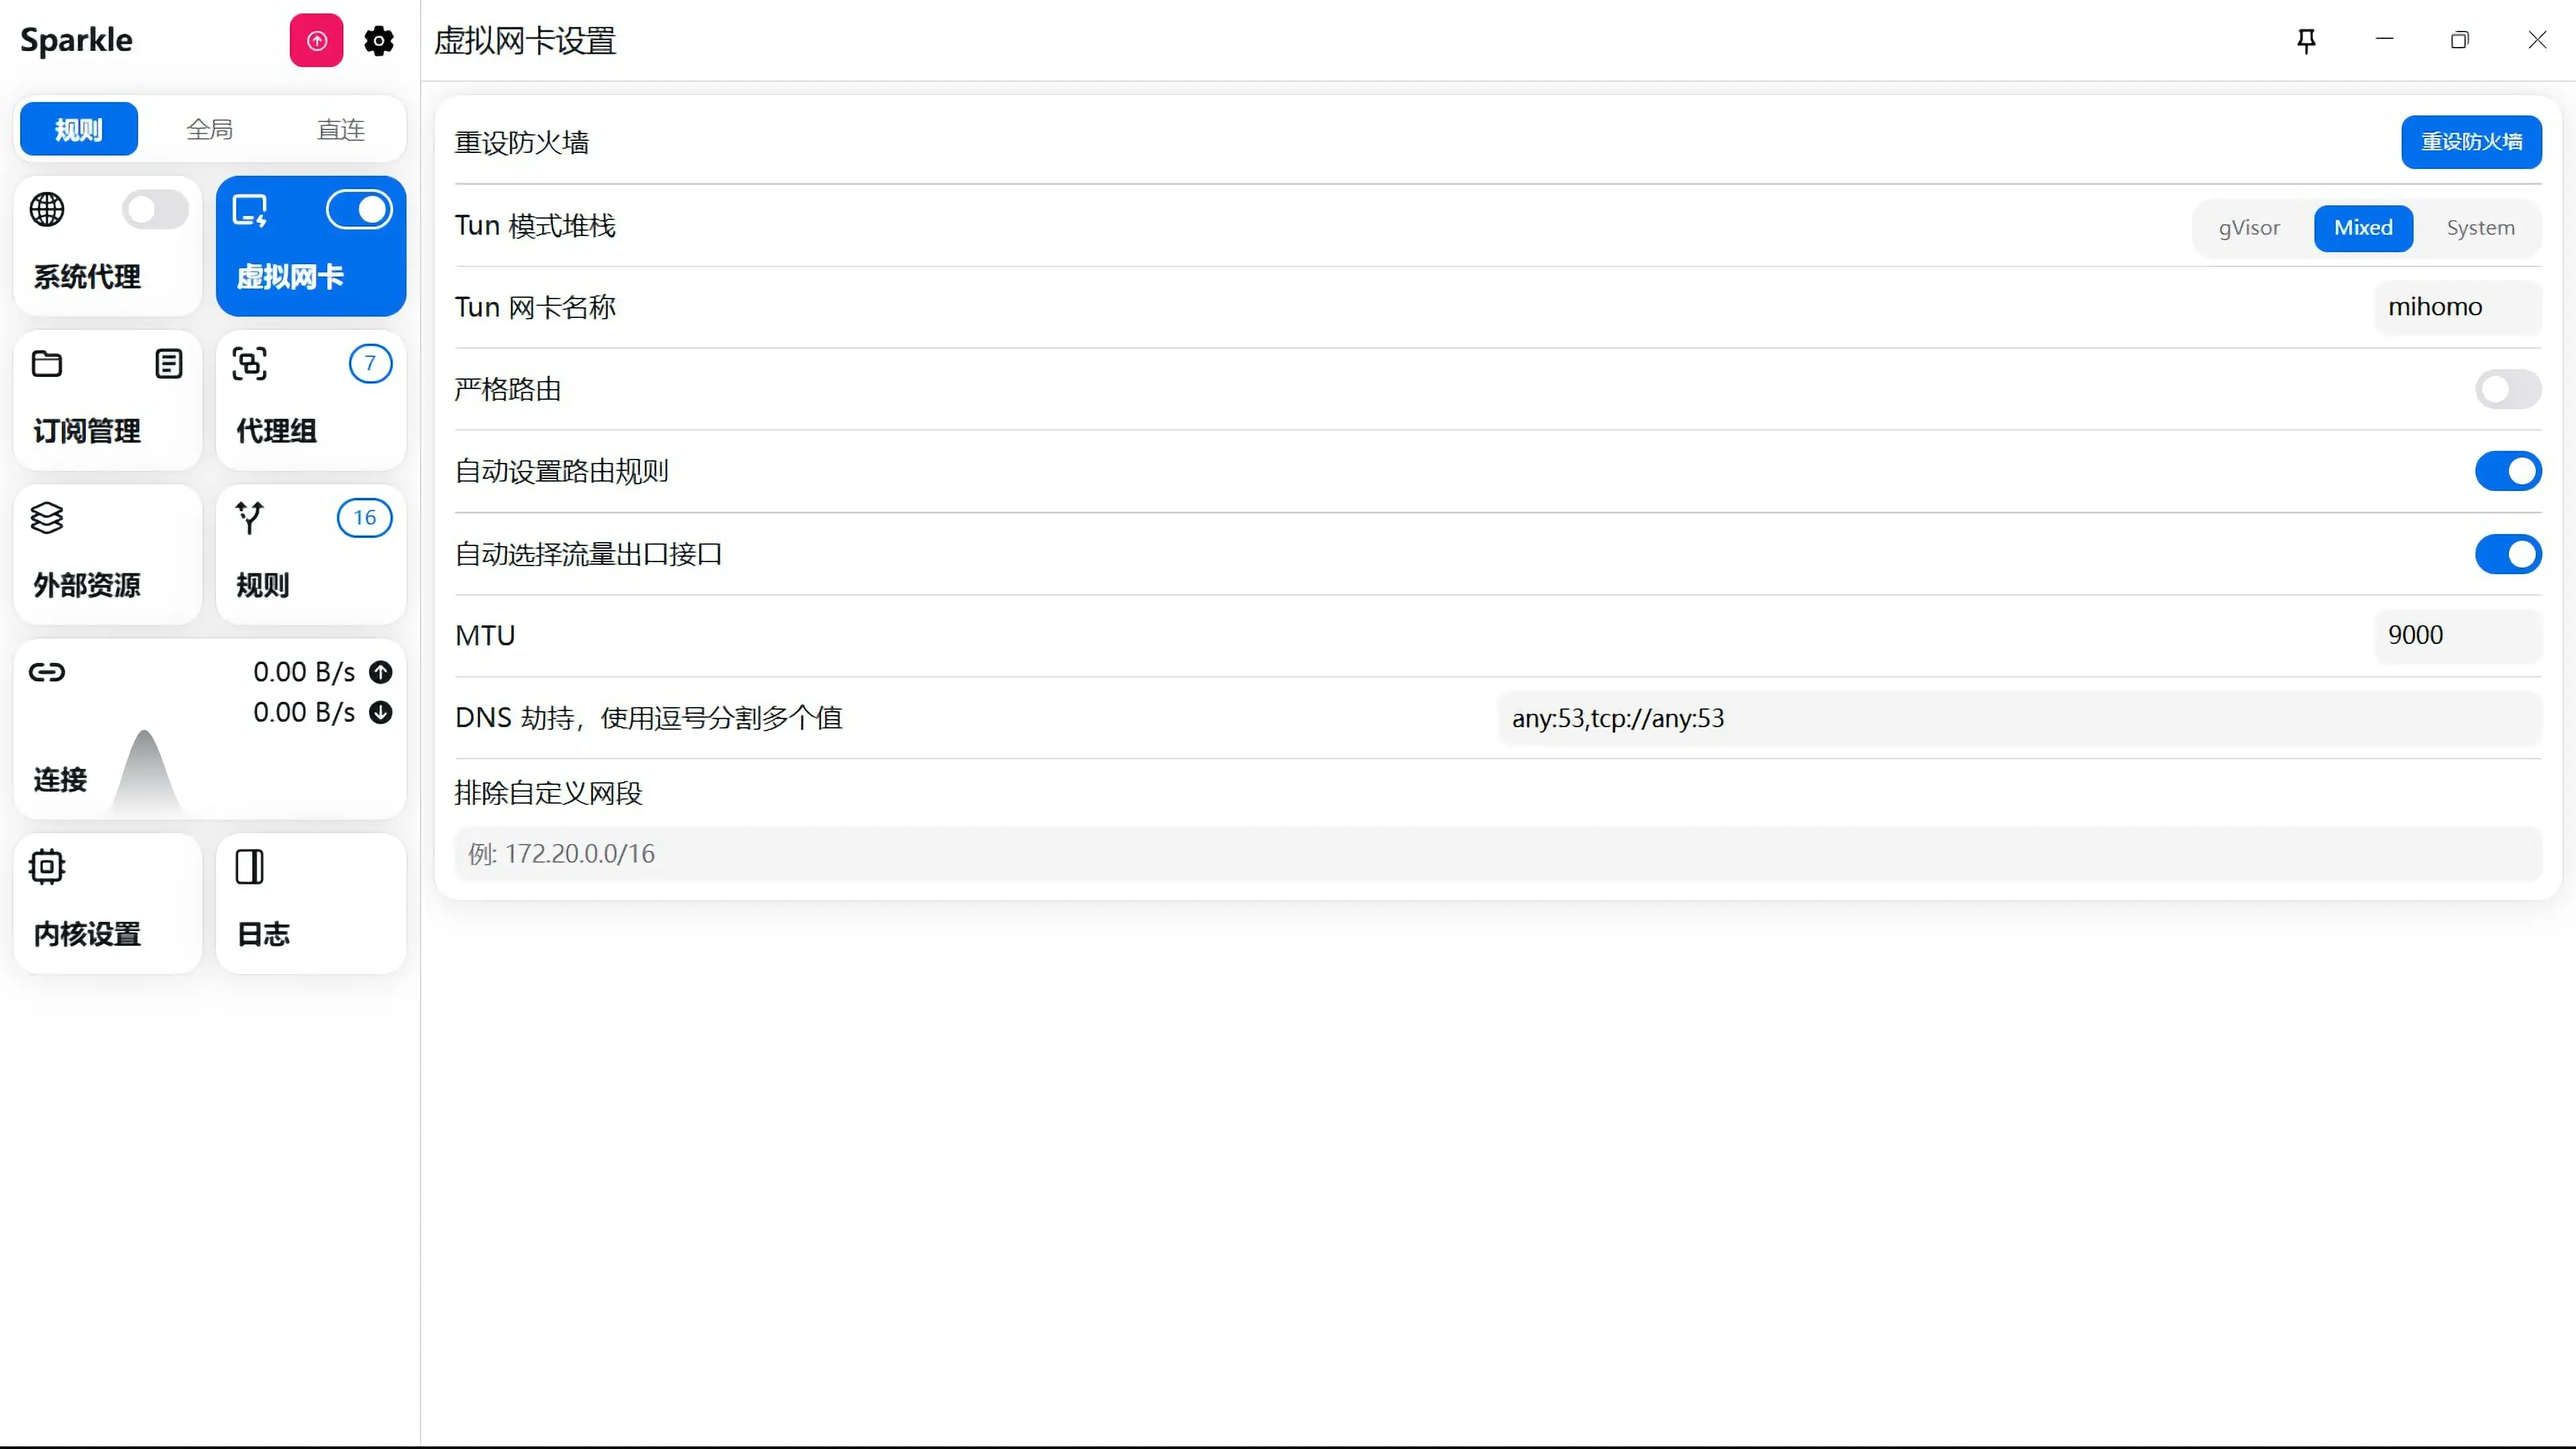 Sparkle
虚拟网卡设置
规则 全局 直连
系统代理
虚拟网卡
订阅管理
7
代理组
外部资源
16
规则
0.00 B/s
0.00 B/s
连接
内核设置
日志
重设防火墙 重设防火墙
Tun 模式堆栈 gVisor Mixed System
Tun 网卡名称 mihomo
严格路由
自动设置路由规则
自动选择流量出口接口
MTU 9000
DNS 劫持，使用逗号分割多个值 any:53,tcp://any:53
排除自定义网段
例: 172.20.0.0/16